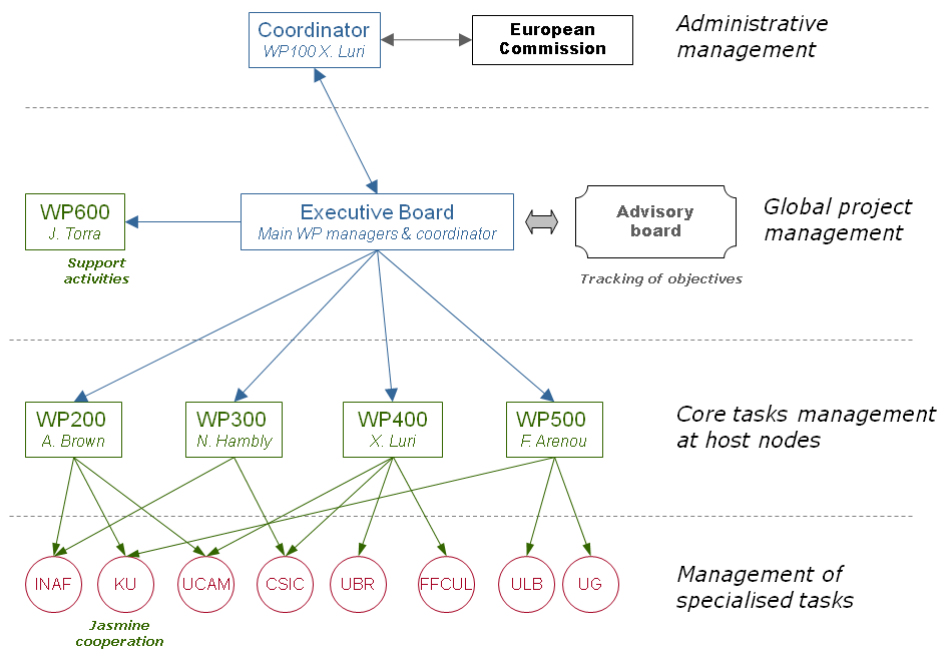 Coordinator
WP100 X. Luri
European
Commission
Administrative
management
WP600
J. Torra
Support
activities
Executive Board
Main WP managers & coordinator
Advisory
board
Tracking of objectives
Global project
management
WP200
A. Brown
WP300
N. Hambly
WP400
X. Luri
WP500
F. Arenou
Core tasks management
at host nodes
INAF
KU
UCAM
CSIC
UBR
FFCUL
ULB
UG
Jasmine
cooperation
Management of
specialised tasks